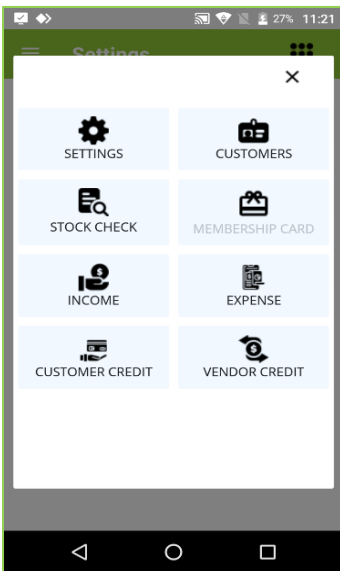 27% 11:21
Settings
SETTINGS CUSTOMERS
STOCK CHECK MEMBERSHIP CARD
INCOME EXPENSE
CUSTOMER CREDIT VENDOR CREDIT